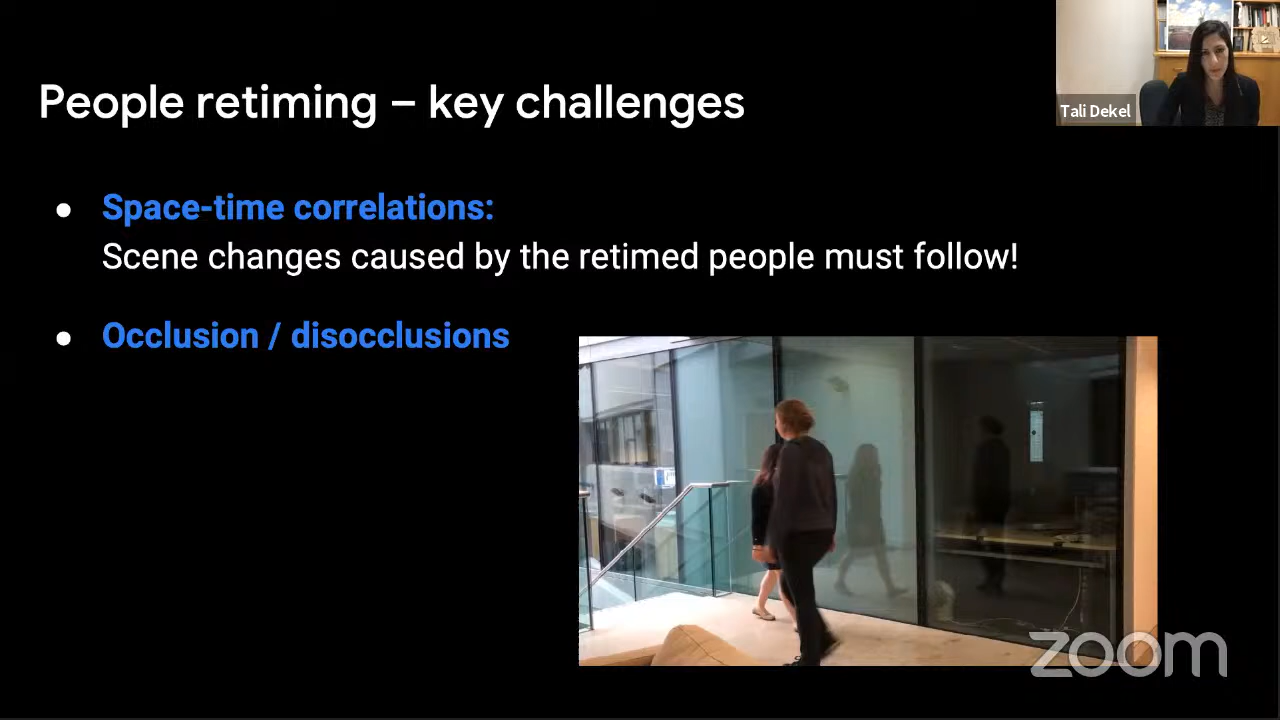 People retiming – key challenges
Tali Dekel
● Space-time correlations:
Scene changes caused by the retimed people must follow!
● Occlusion / disocclusions
zoom